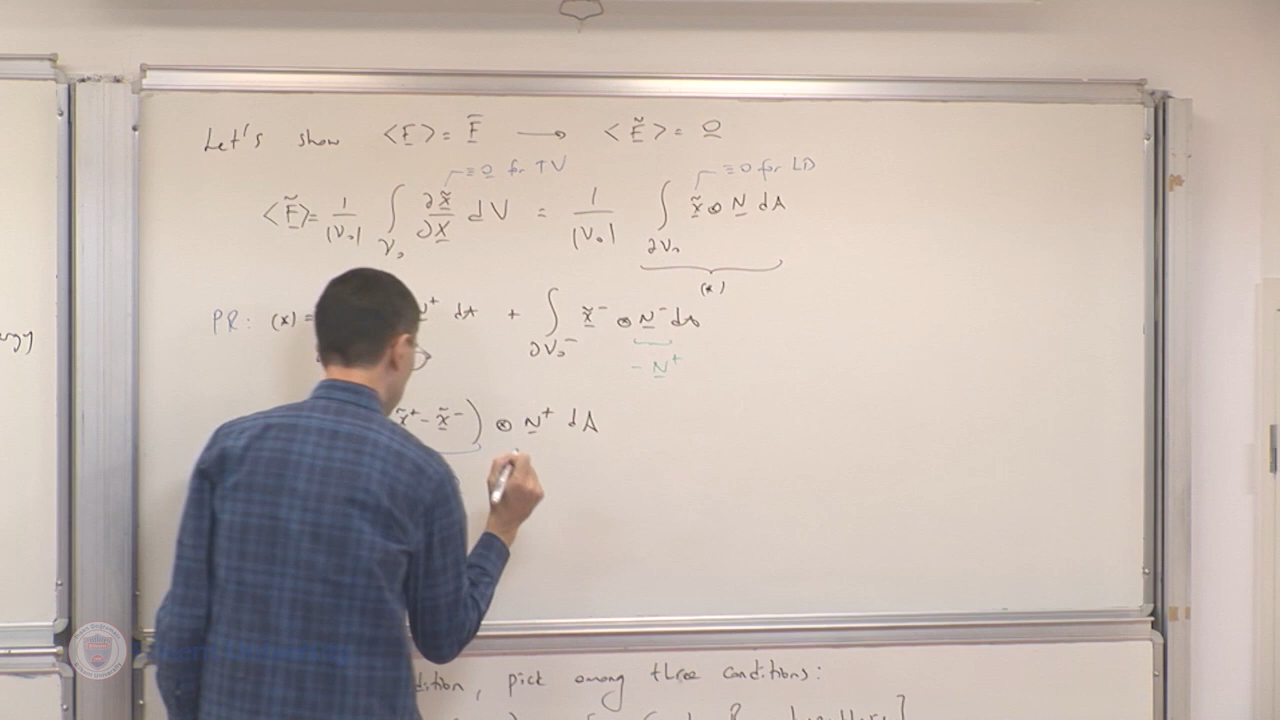 Let's show <F> = F̄ → <F̃> = 0
≡ 0 for TV
≡ 0 for LD
<F̃> = 1/|V₀| ∫_V₀ ∂x̃/∂X dV = 1/|V₀| ∫_∂V₀ x̃ ⊗ N dA
(*)
PR: (*) = N⁺ dA + ∫_∂V₀⁻ x̃⁻ ⊗ N⁻ dA
- N⁺
x̃⁺ - x̃⁻) ⊗ N⁺ dA
, pick among three conditions: